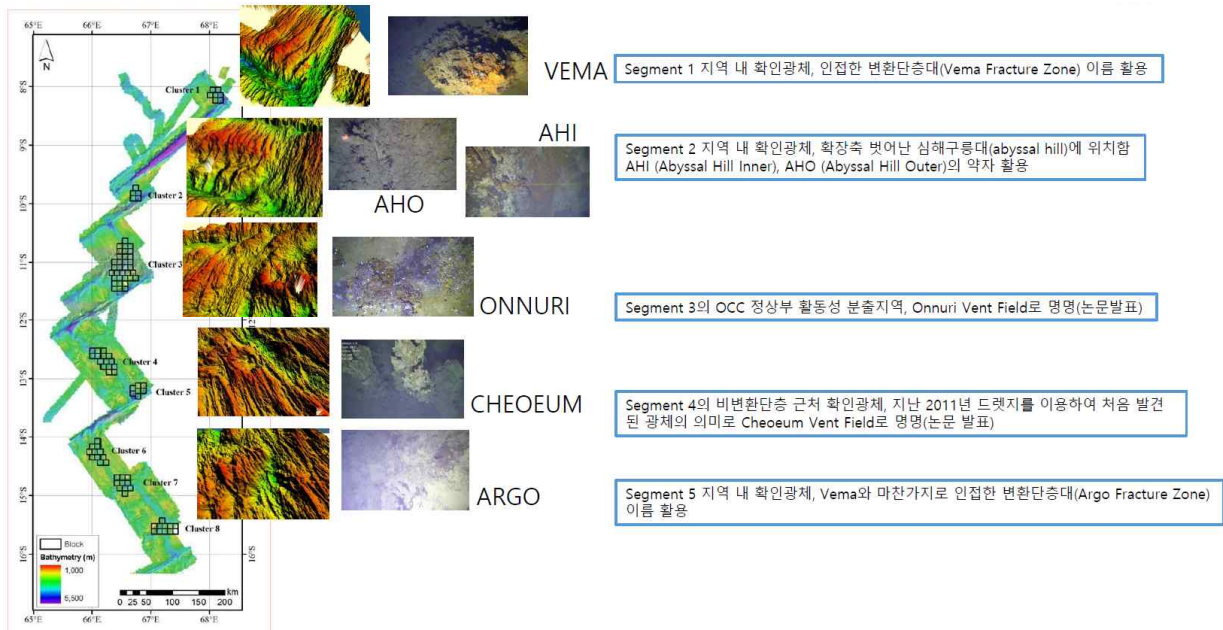 65°E 66°E 67°E 68°E
N
8°S
9°S
10°S
11°S
12°S
13°S
14°S
15°S
16°S
Cluster 1
Cluster 2
Cluster 3
Cluster 4
Cluster 5
Cluster 6
Cluster 7
Cluster 8
12°S
16°S
Block
Bathymetry (m)
1,000
5,500
km
0 25 50 100 150 200
65°E 66°E 67°E 68°E
VEMA
Segment 1 지역 내 확인광체, 인접한 변환단층대(Vema Fracture Zone) 이름 활용
AHI
AHO
Segment 2 지역 내 확인광체, 확장축 벗어난 심해구릉대(abyssal hill)에 위치함
AHI (Abyssal Hill Inner), AHO (Abyssal Hill Outer)의 약자 활용
ONNURI
Segment 3의 OCC 정상부 활동성 분출지역, Onnuri Vent Field로 명명(논문발표)
CHEOEUM
Segment 4의 비변환단층 근처 확인광체, 지난 2011년 드렛지를 이용하여 처음 발견
된 광체의 의미로 Cheoeum Vent Field로 명명(논문 발표)
ARGO
Segment 5 지역 내 확인광체, Vema와 마찬가지로 인접한 변환단층대(Argo Fracture Zone)
이름 활용